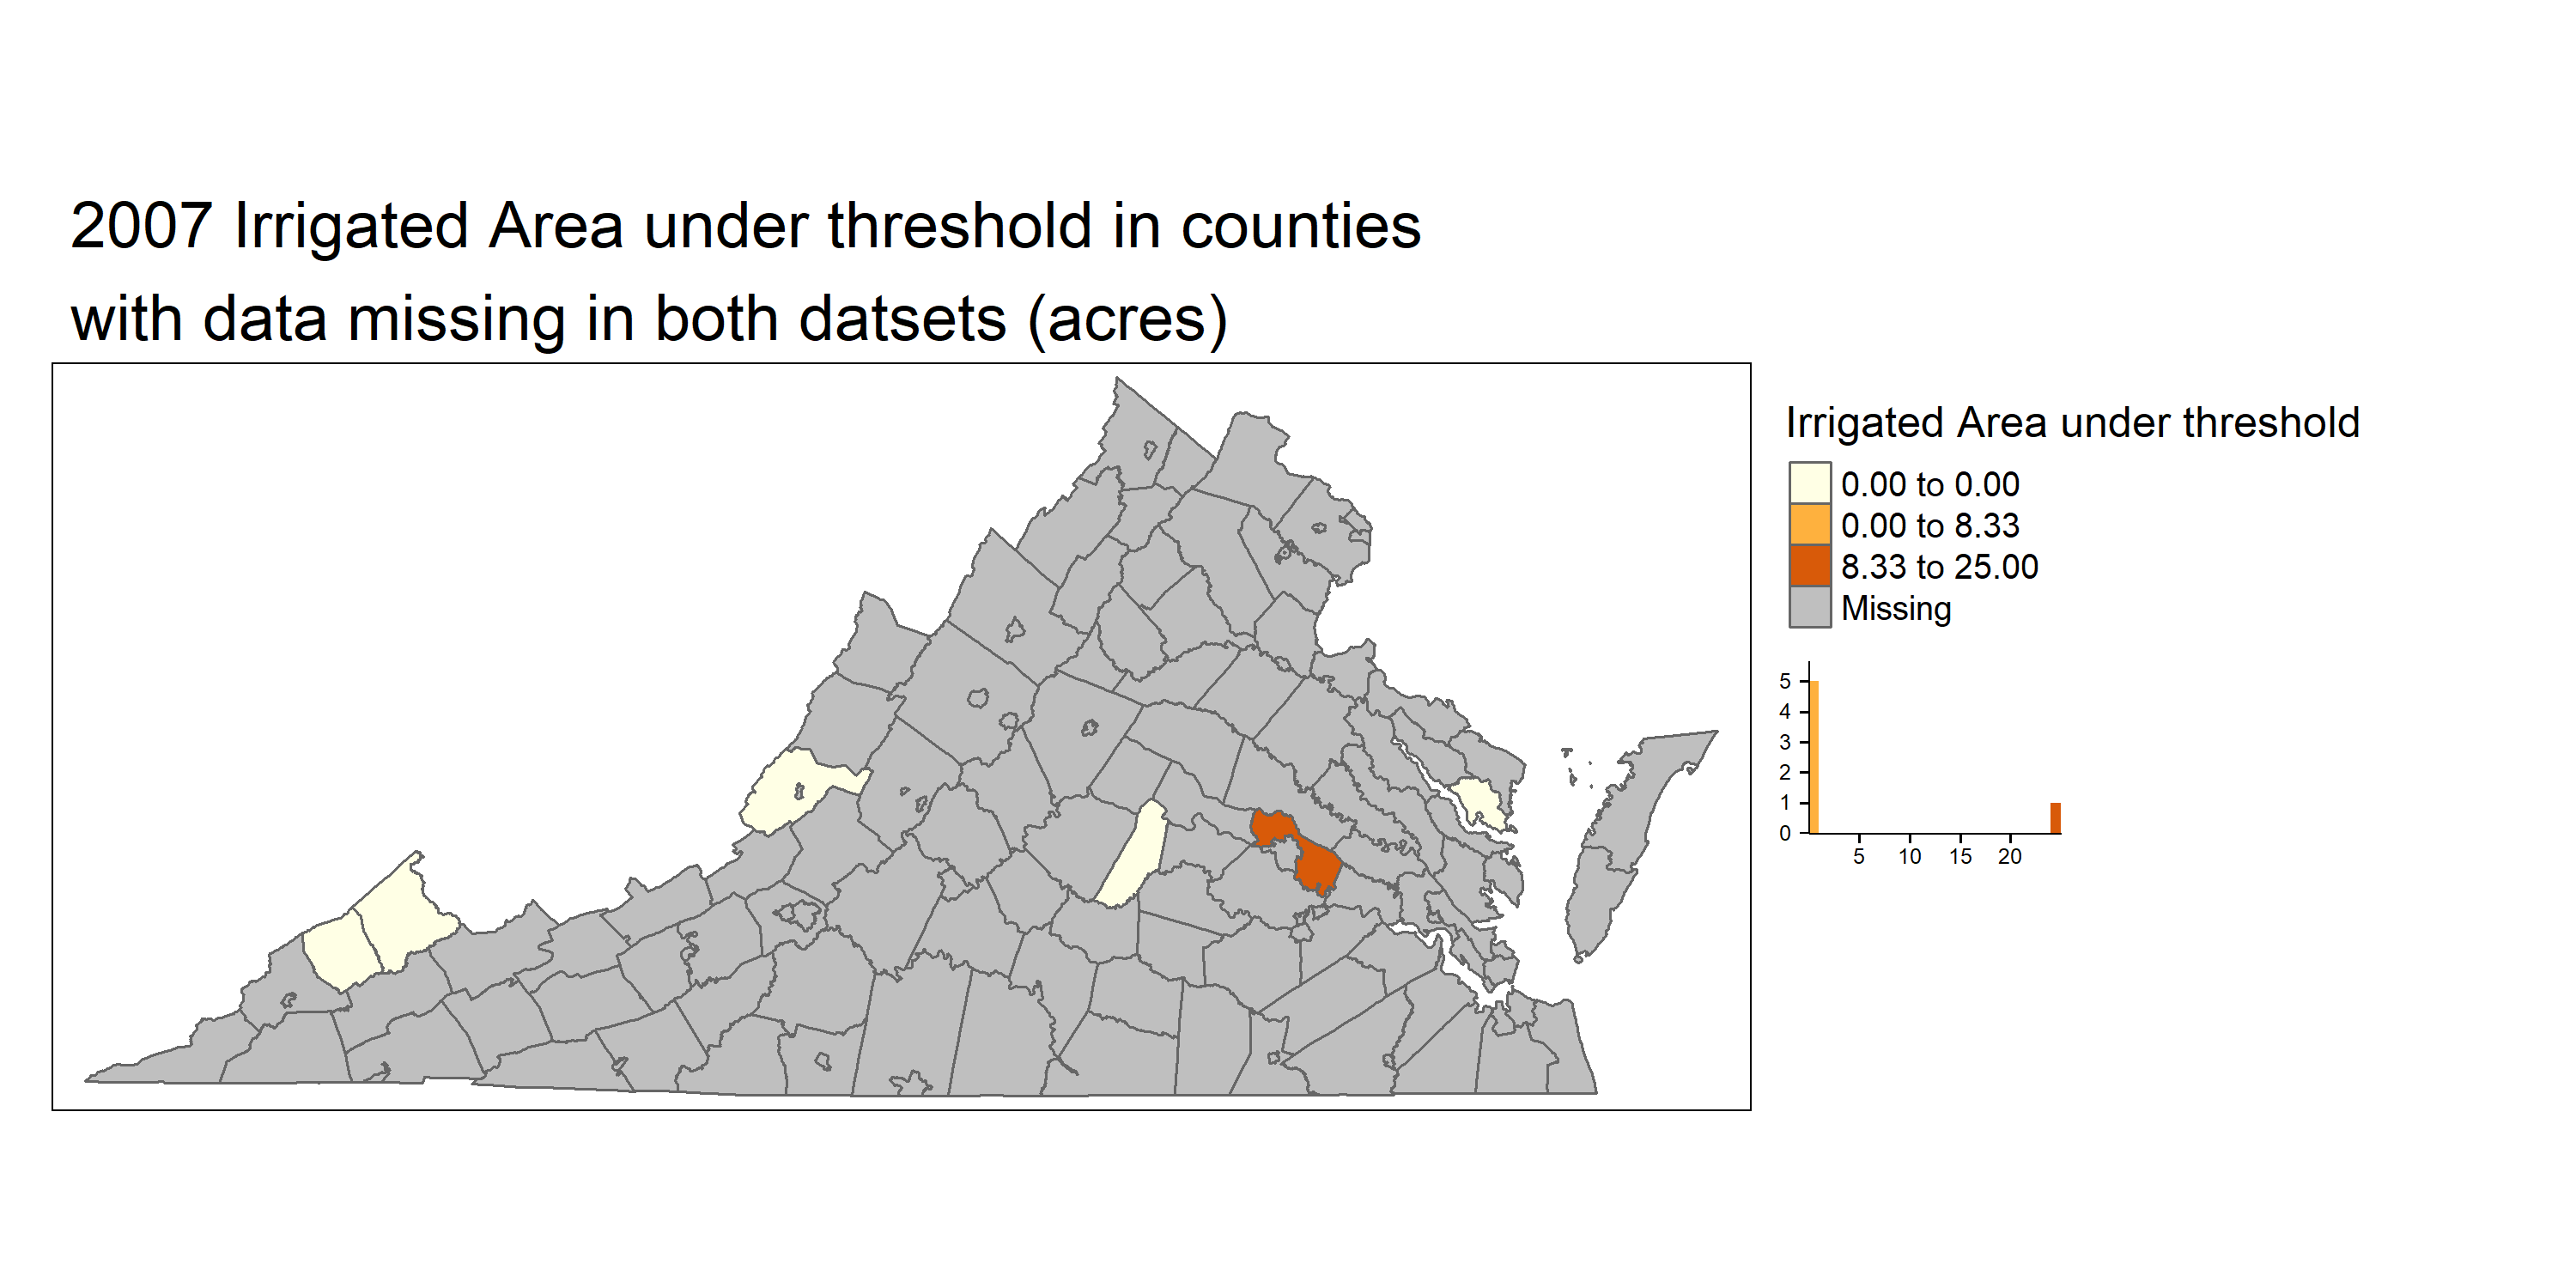 2007 Irrigated Area under threshold in counties
with data missing in both datsets (acres)
Irrigated Area under threshold
0.00 to 0.00
0.00 to 8.33
8.33 to 25.00
Missing
5
4
3
2
1
0
5 10 15 20